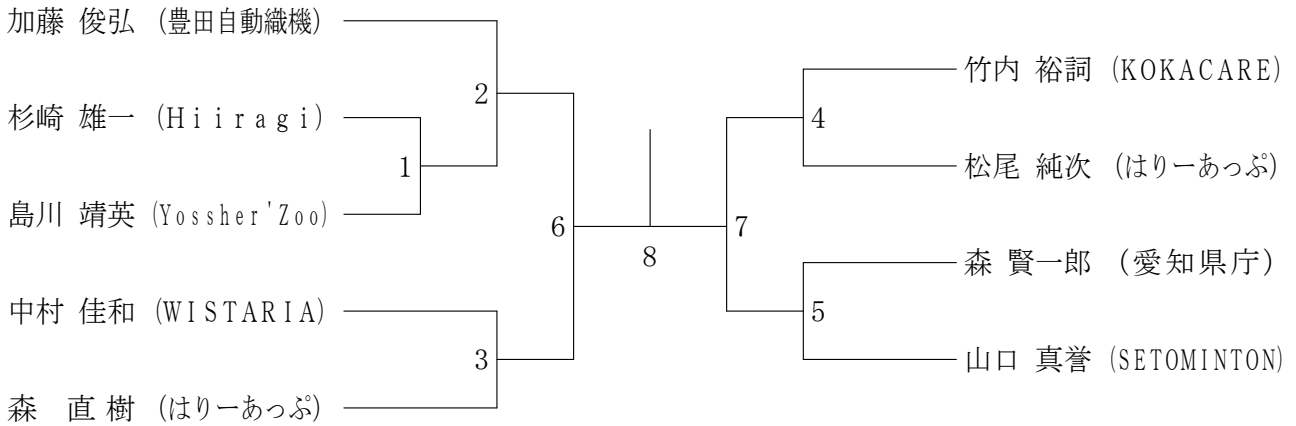 加藤 俊弘 (豊田自動織機)
2
杉崎 雄一 (Hiiragi)
1
島川 靖英 (Yossher'Zoo)
6
中村 佳和 (WISTARIA)
3
森 直樹 (はりーあっぷ)
8
竹内 裕詞 (KOKACARE)
4
松尾 純次 (はりーあっぷ)
7
森 賢一郎 (愛知県庁)
5
山口 真誉 (SETOMINTON)